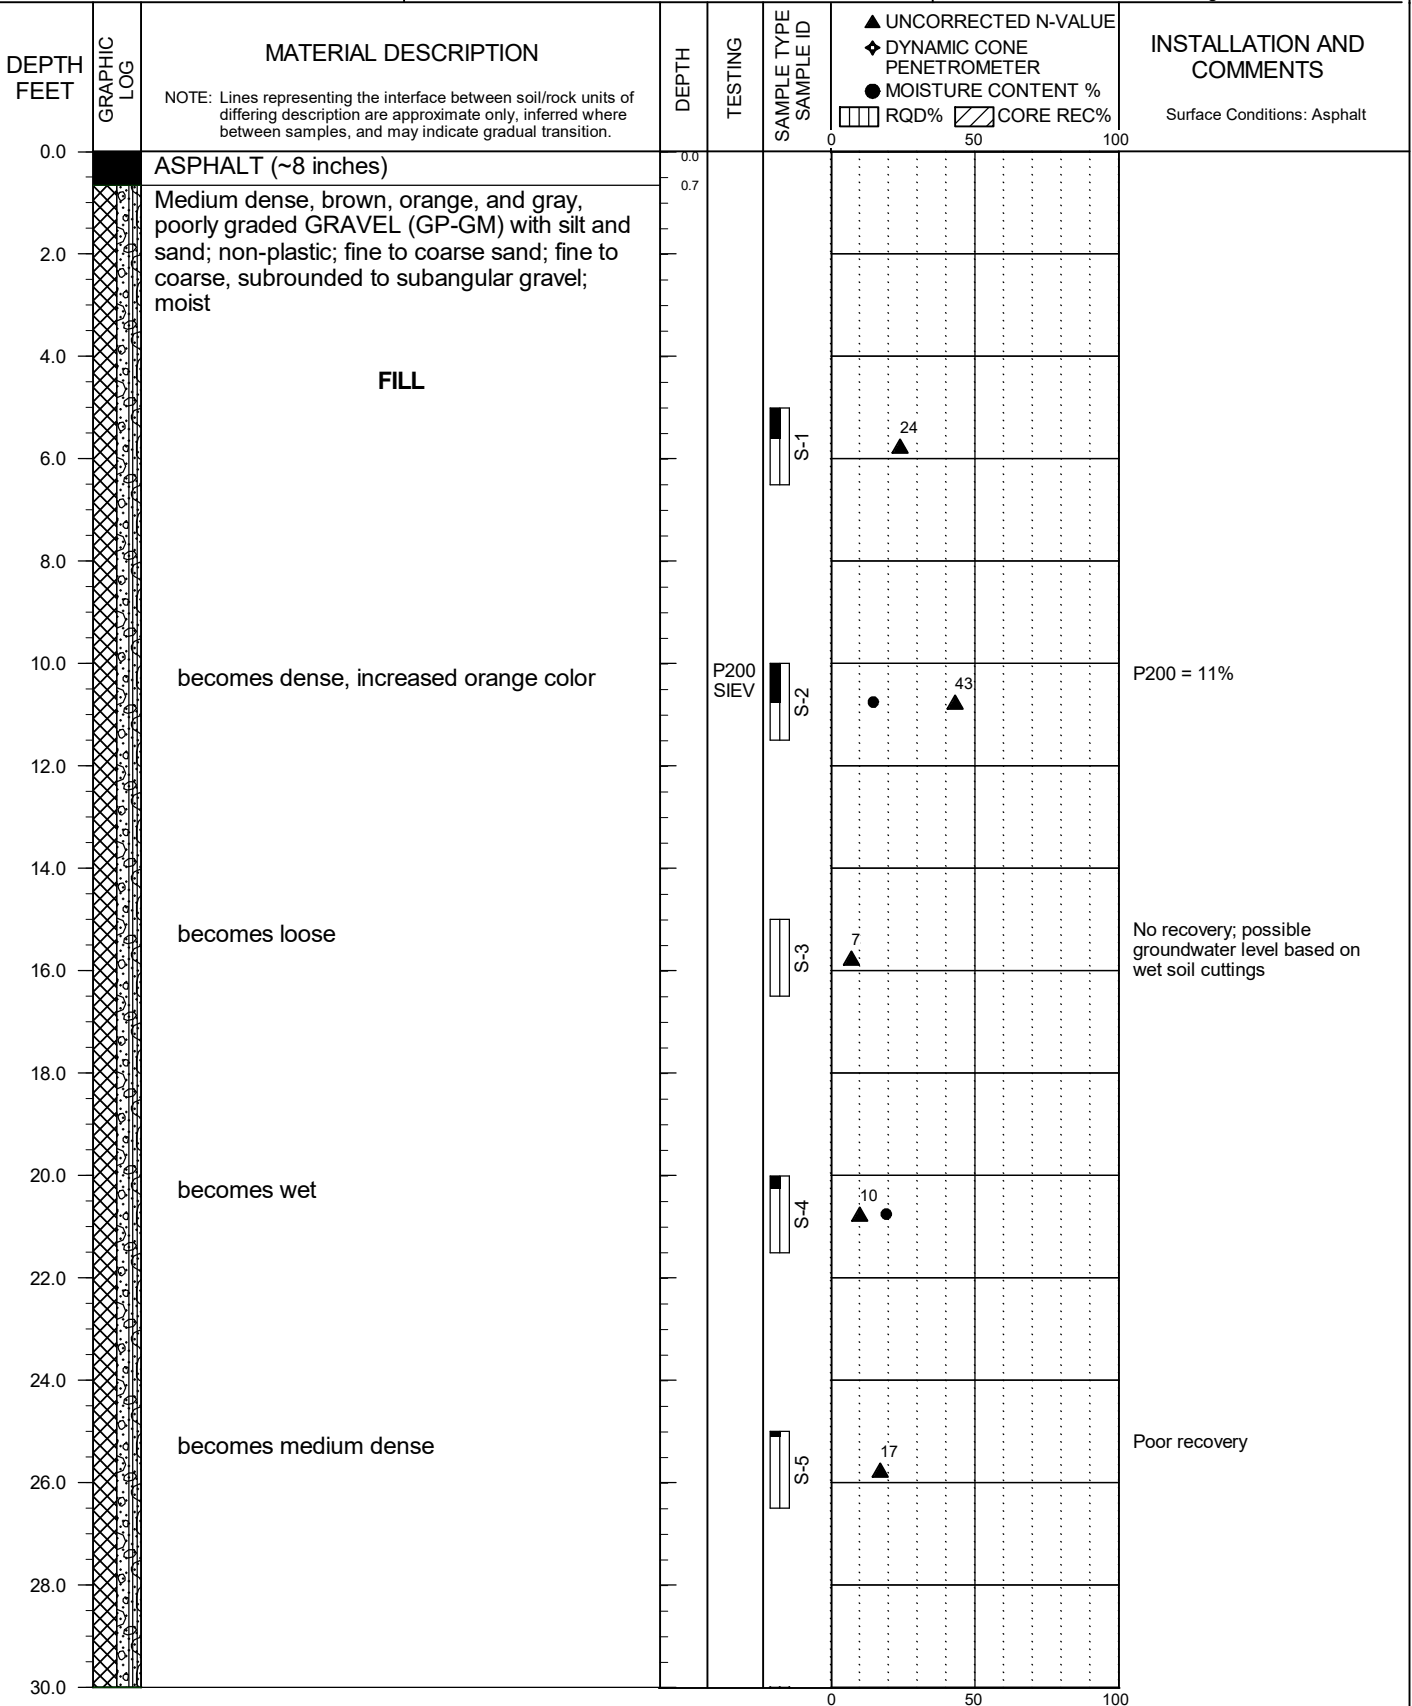 DEPTH
FEET
GRAPHIC
LOG
MATERIAL DESCRIPTION
NOTE: Lines representing the interface between soil/rock units of
differing description are approximate only, inferred where
between samples, and may indicate gradual transition.
DEPTH
TESTING
SAMPLE TYPE
SAMPLE ID
▲ UNCORRECTED N-VALUE
DYNAMIC CONE
PENETROMETER
● MOISTURE CONTENT %
RQD% CORE REC%
0 50 100
INSTALLATION AND
COMMENTS
Surface Conditions: Asphalt
0.0
ASPHALT (~8 inches)
0.0
0.7
Medium dense, brown, orange, and gray,
poorly graded GRAVEL (GP-GM) with silt and
sand; non-plastic; fine to coarse sand; fine to
coarse, subrounded to subangular gravel;
moist
2.0
4.0
FILL
S-1
24
6.0
8.0
10.0
becomes dense, increased orange color
P200
SIEV
S-2
43
P200 = 11%
12.0
14.0
becomes loose
S-3
7
No recovery; possible
groundwater level based on
wet soil cuttings
16.0
18.0
20.0
becomes wet
S-4
10
22.0
24.0
becomes medium dense
S-5
17
Poor recovery
26.0
28.0
30.0
0 50 100